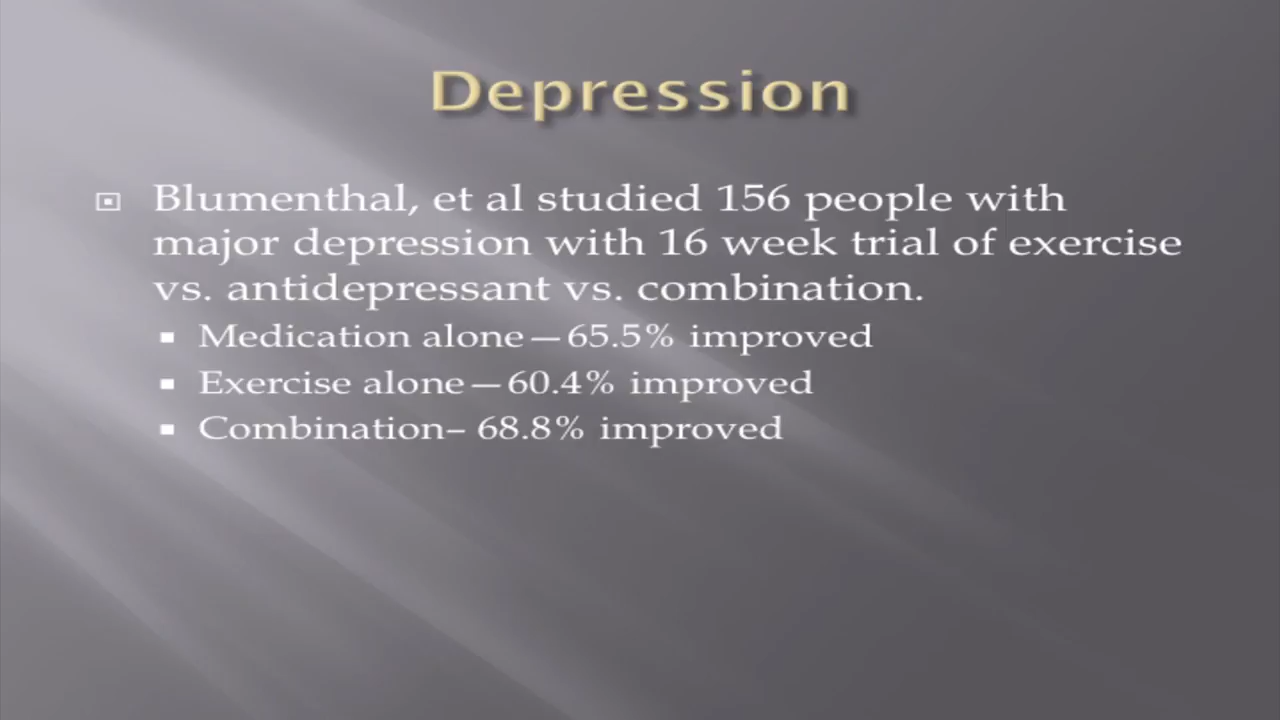 Depression
Blumenthal, et al studied 156 people with
major depression with 16 week trial of exercise
vs. antidepressant vs. combination.
Medication alone—65.5% improved
Exercise alone—60.4% improved
Combination– 68.8% improved